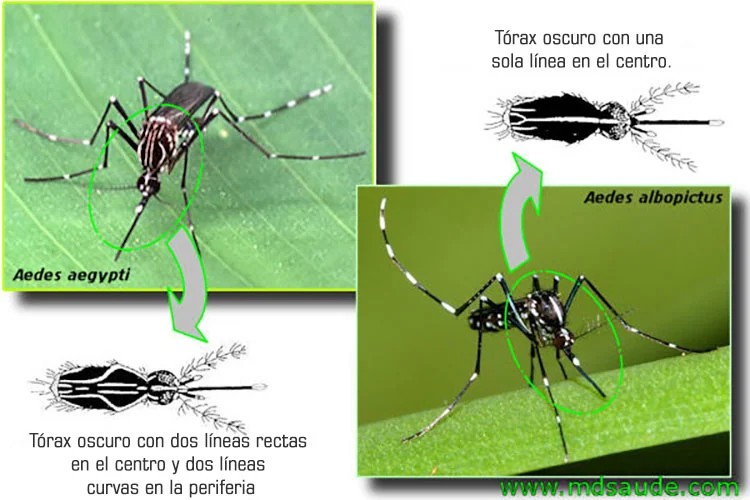 Tórax oscuro con una
sola línea en el centro.
Aedes albopictus
Aedes aegypti
Tórax oscuro con dos líneas rectas
en el centro y dos líneas
curvas en la periferia
www.mdsaude.com